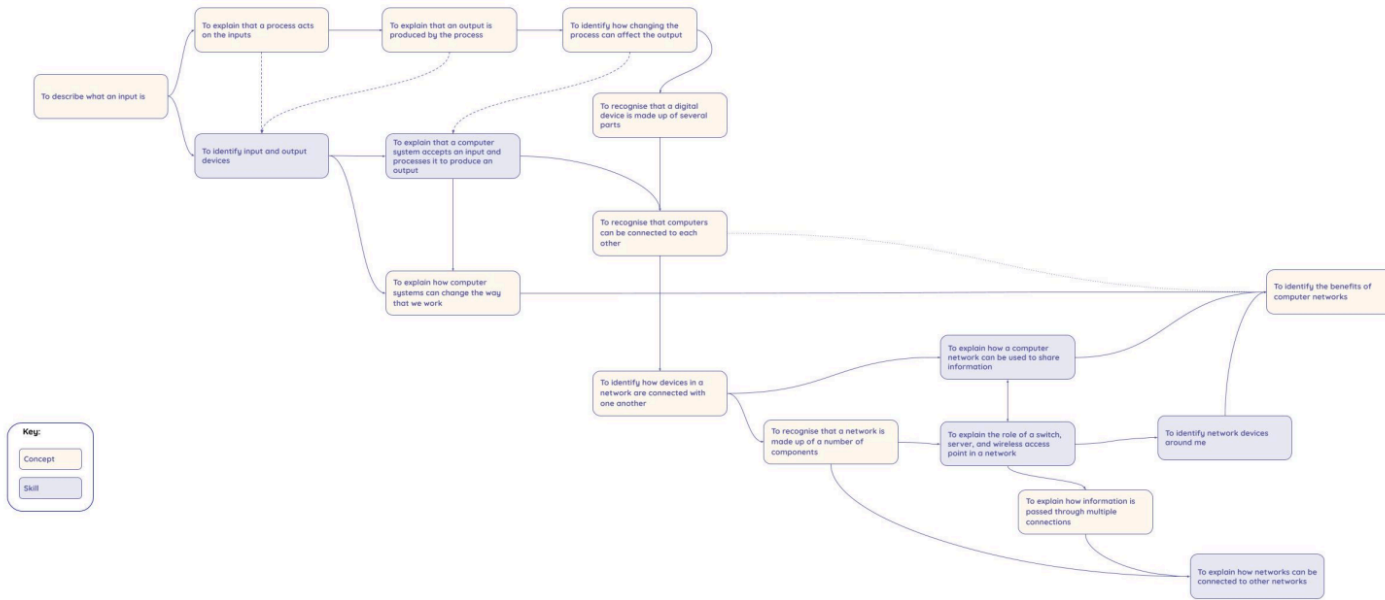 To explain that a process acts
on the inputs
To explain that an output is
produced by the process
To identify how changing the
process can affect the output
To describe what an input is
To recognise that a digital
device is made up of several
parts
To identify input and output
devices
To explain that a computer
system accepts an input and
processes it to produce an
output
To recognise that computers
can be connected to each
other
To explain how computer
systems can change the way
that we work
To identify the benefits of
computer networks
To explain how a computer
network can be used to share
information
To identify how devices in a
network are connected with
one another
To recognise that a network is
made up of a number of
components
To explain the role of a switch,
server, and wireless access
point in a network
To identify network devices
around me
To explain how information is
passed through multiple
connections
To explain how networks can be
connected to other networks
Key:
Concept
Skill